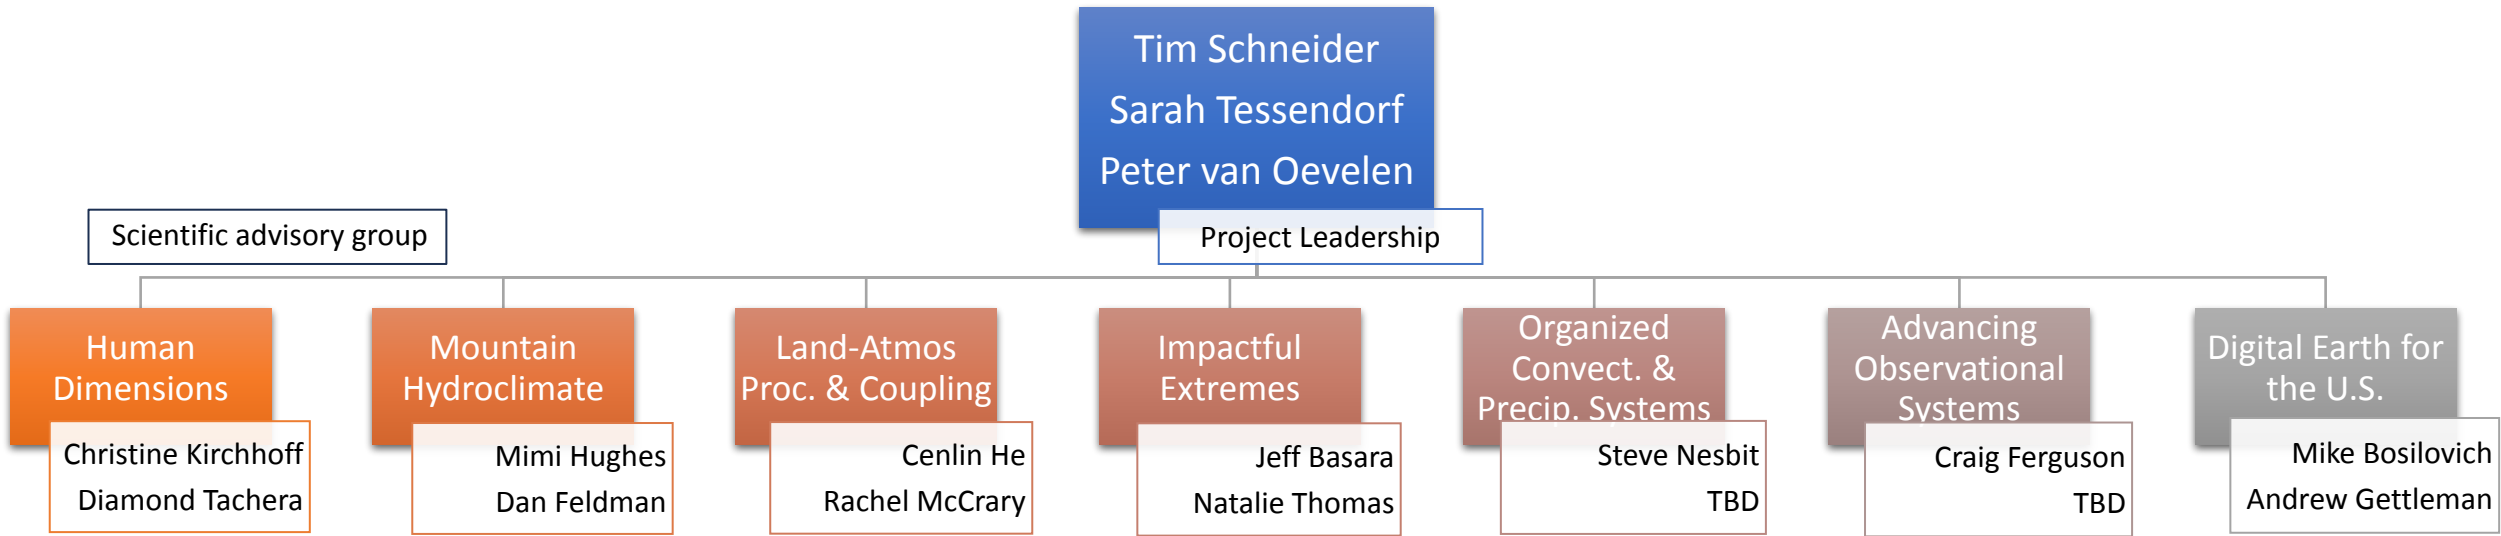 Tim Schneider
Sarah Tessendorf
Peter van Oevelen
Scientific advisory group
Project Leadership
Human
Dimensions
Christine Kirchhoff
Diamond Tachera
Mountain
Hydroclimate
Mimi Hughes
Dan Feldman
Land-Atmos
Proc. & Coupling
Cenlin He
Rachel McCrary
Impactful
Extremes
Jeff Basara
Natalie Thomas
Organized
Convect. &
Precip. Systems
Steve Nesbit
TBD
Advancing
Observational
Systems
Craig Ferguson
TBD
Digital Earth for
the U.S.
Mike Bosilovich
Andrew Gettleman